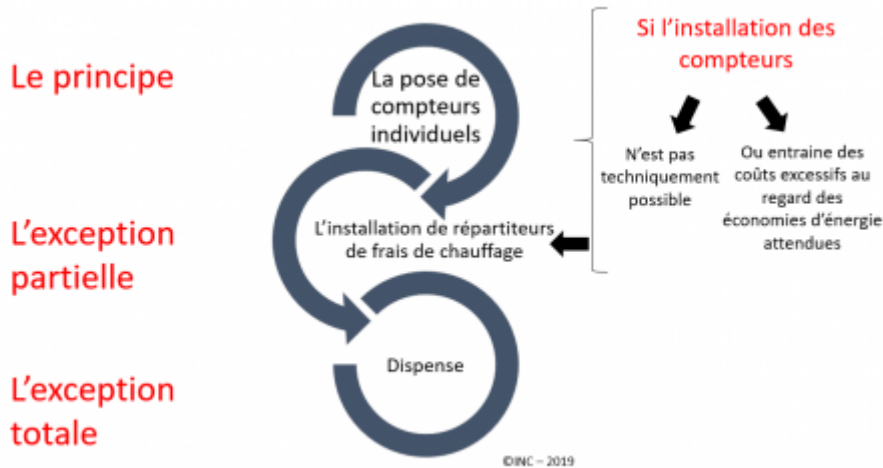 Le principe
La pose de
compteurs
individuels
Si l'installation des
compteurs
N'est pas
techniquement
possible
Ou entraine des
coûts excessifs au
regard des
économies d'énergie
attendues
L'exception
partielle
L'installation de répartiteurs
de frais de chauffage
L'exception
totale
Dispense
©INC – 2019